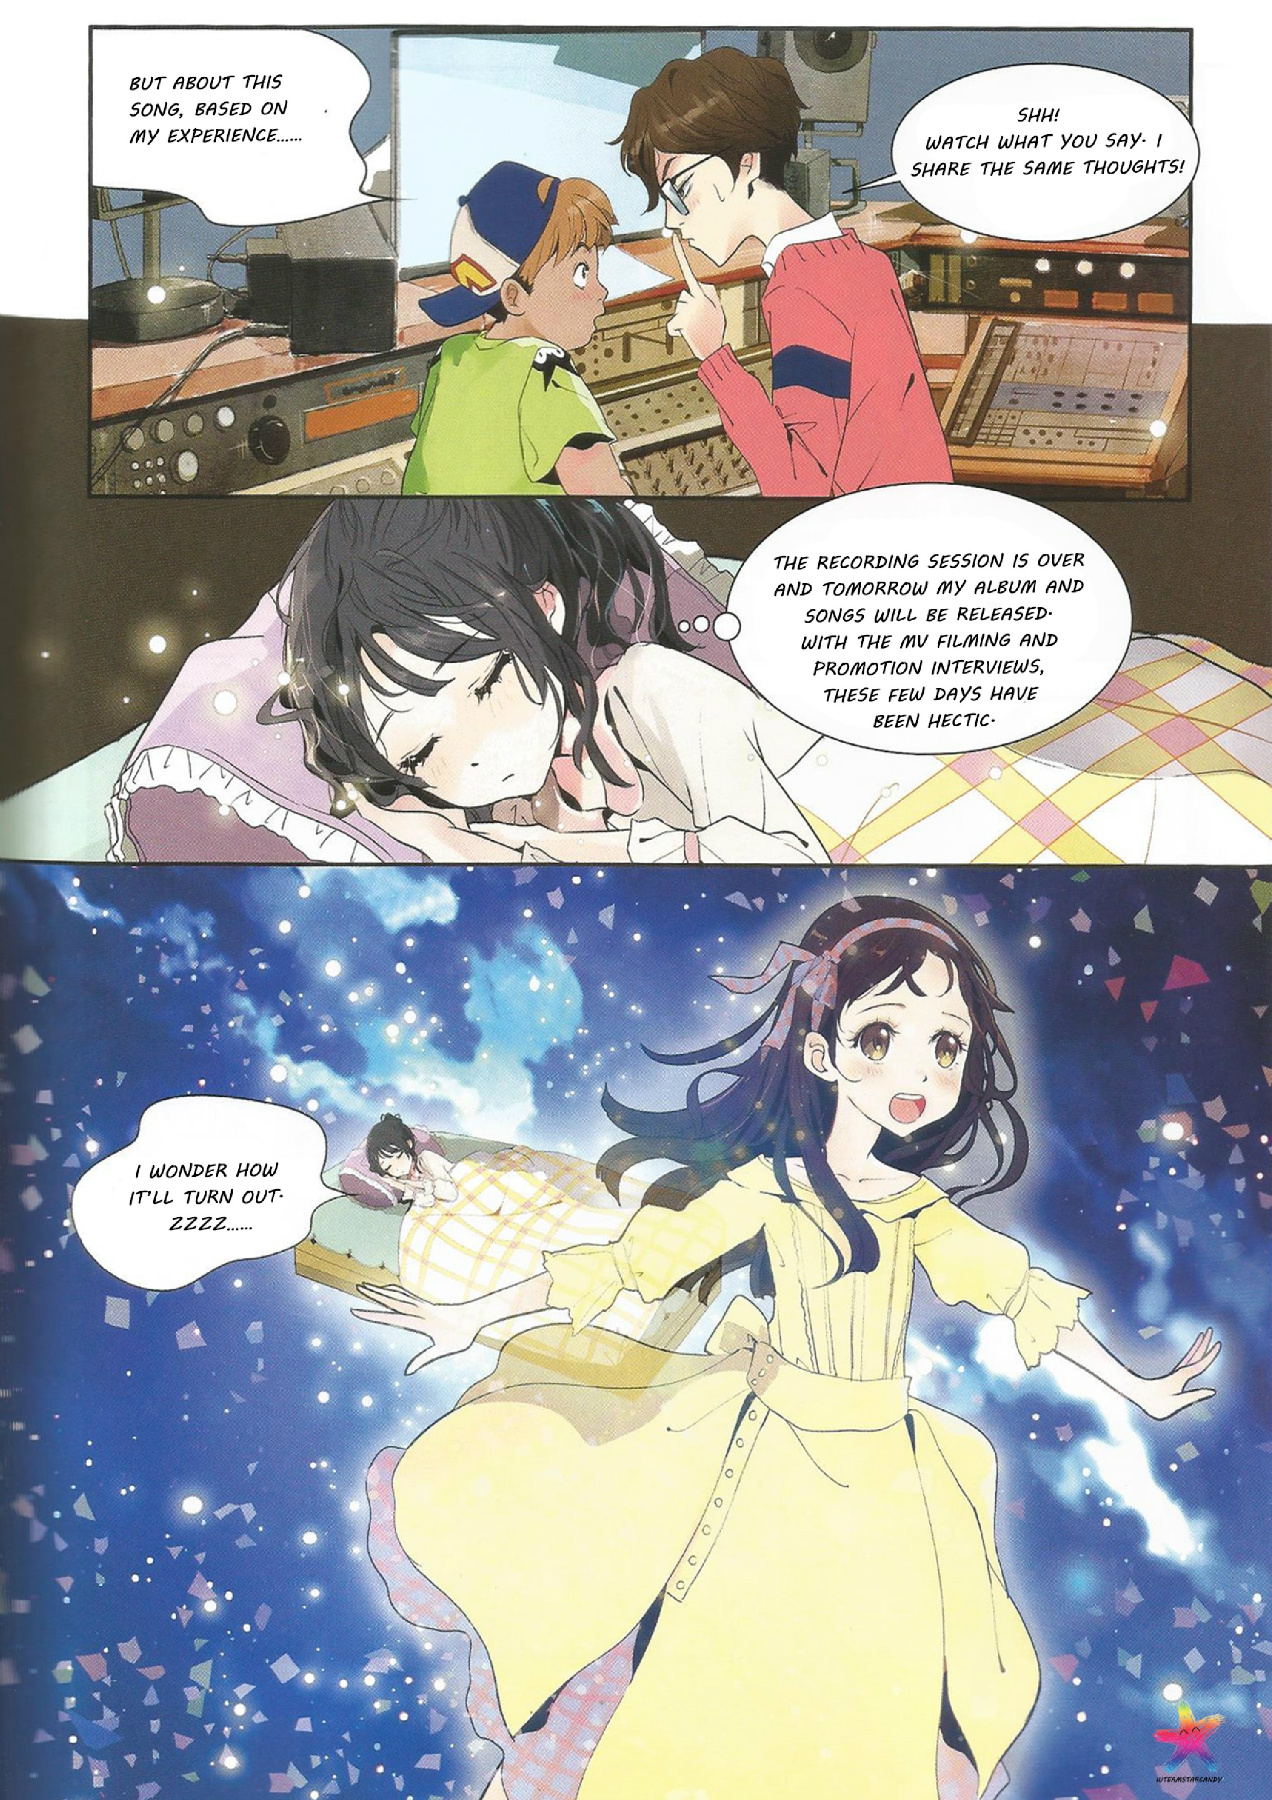 BUT ABOUT THIS
SONG, BASED ON
MY EXPERIENCE......
SHH!
WATCH WHAT YOU SAY. I
SHARE THE SAME THOUGHTS!
THE RECORDING SESSION IS OVER
AND TOMORROW MY ALBUM AND
SONGS WILL BE RELEASED.
WITH THE MV FILMING AND
PROMOTION INTERVIEWS,
THESE FEW DAYS HAVE
BEEN HECTIC.
I WONDER HOW
IT'LL TURN OUT.
ZZZZ......
IUTEAMSTARCANDY